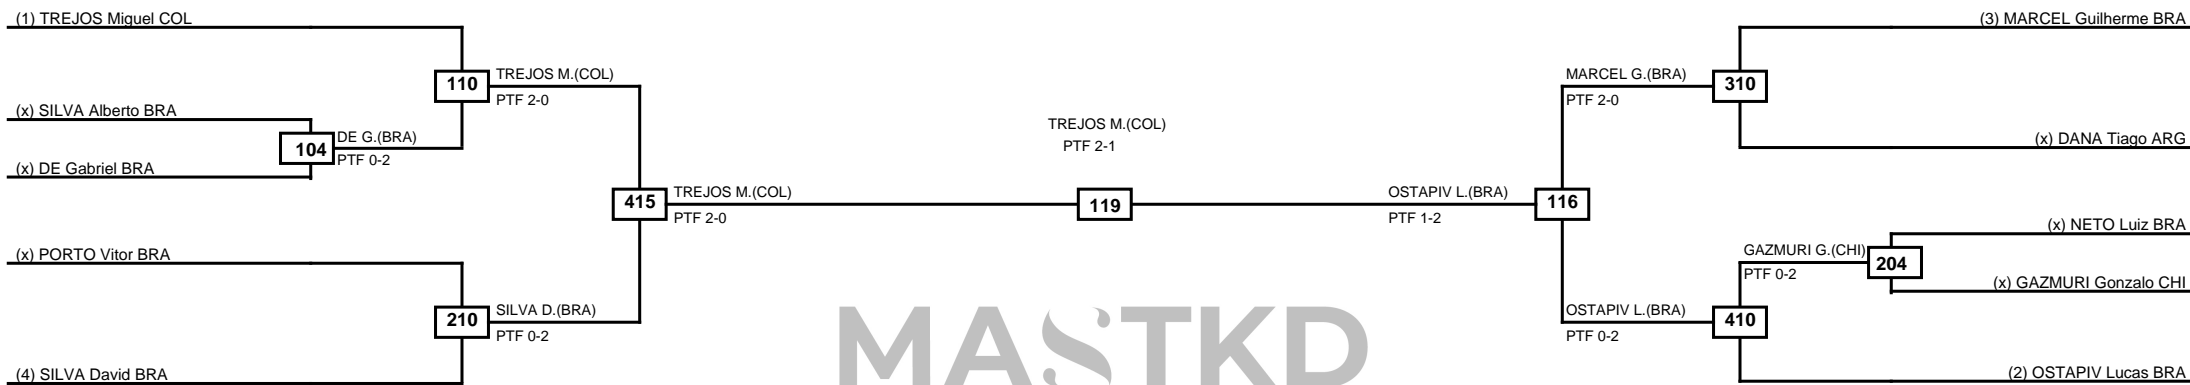 (1) TREJOS Miguel COL
(3) MARCEL Guilherme BRA
110
TREJOS M.(COL)
PTF 2-0
MARCEL G.(BRA)
PTF 2-0
310
(x) SILVA Alberto BRA
104
DE G.(BRA)
PTF 0-2
(x) DE Gabriel BRA
TREJOS M.(COL)
PTF 2-1
(x) DANA Tiago ARG
415
TREJOS M.(COL)
PTF 2-0
119
OSTAPIV L.(BRA)
PTF 1-2
116
(x) PORTO Vitor BRA
210
SILVA D.(BRA)
PTF 0-2
(4) SILVA David BRA
(x) NETO Luiz BRA
GAZMURI G.(CHI)
PTF 0-2
204
(x) GAZMURI Gonzalo CHI
OSTAPIV L.(BRA)
PTF 0-2
410
(2) OSTAPIV Lucas BRA
MASTKD